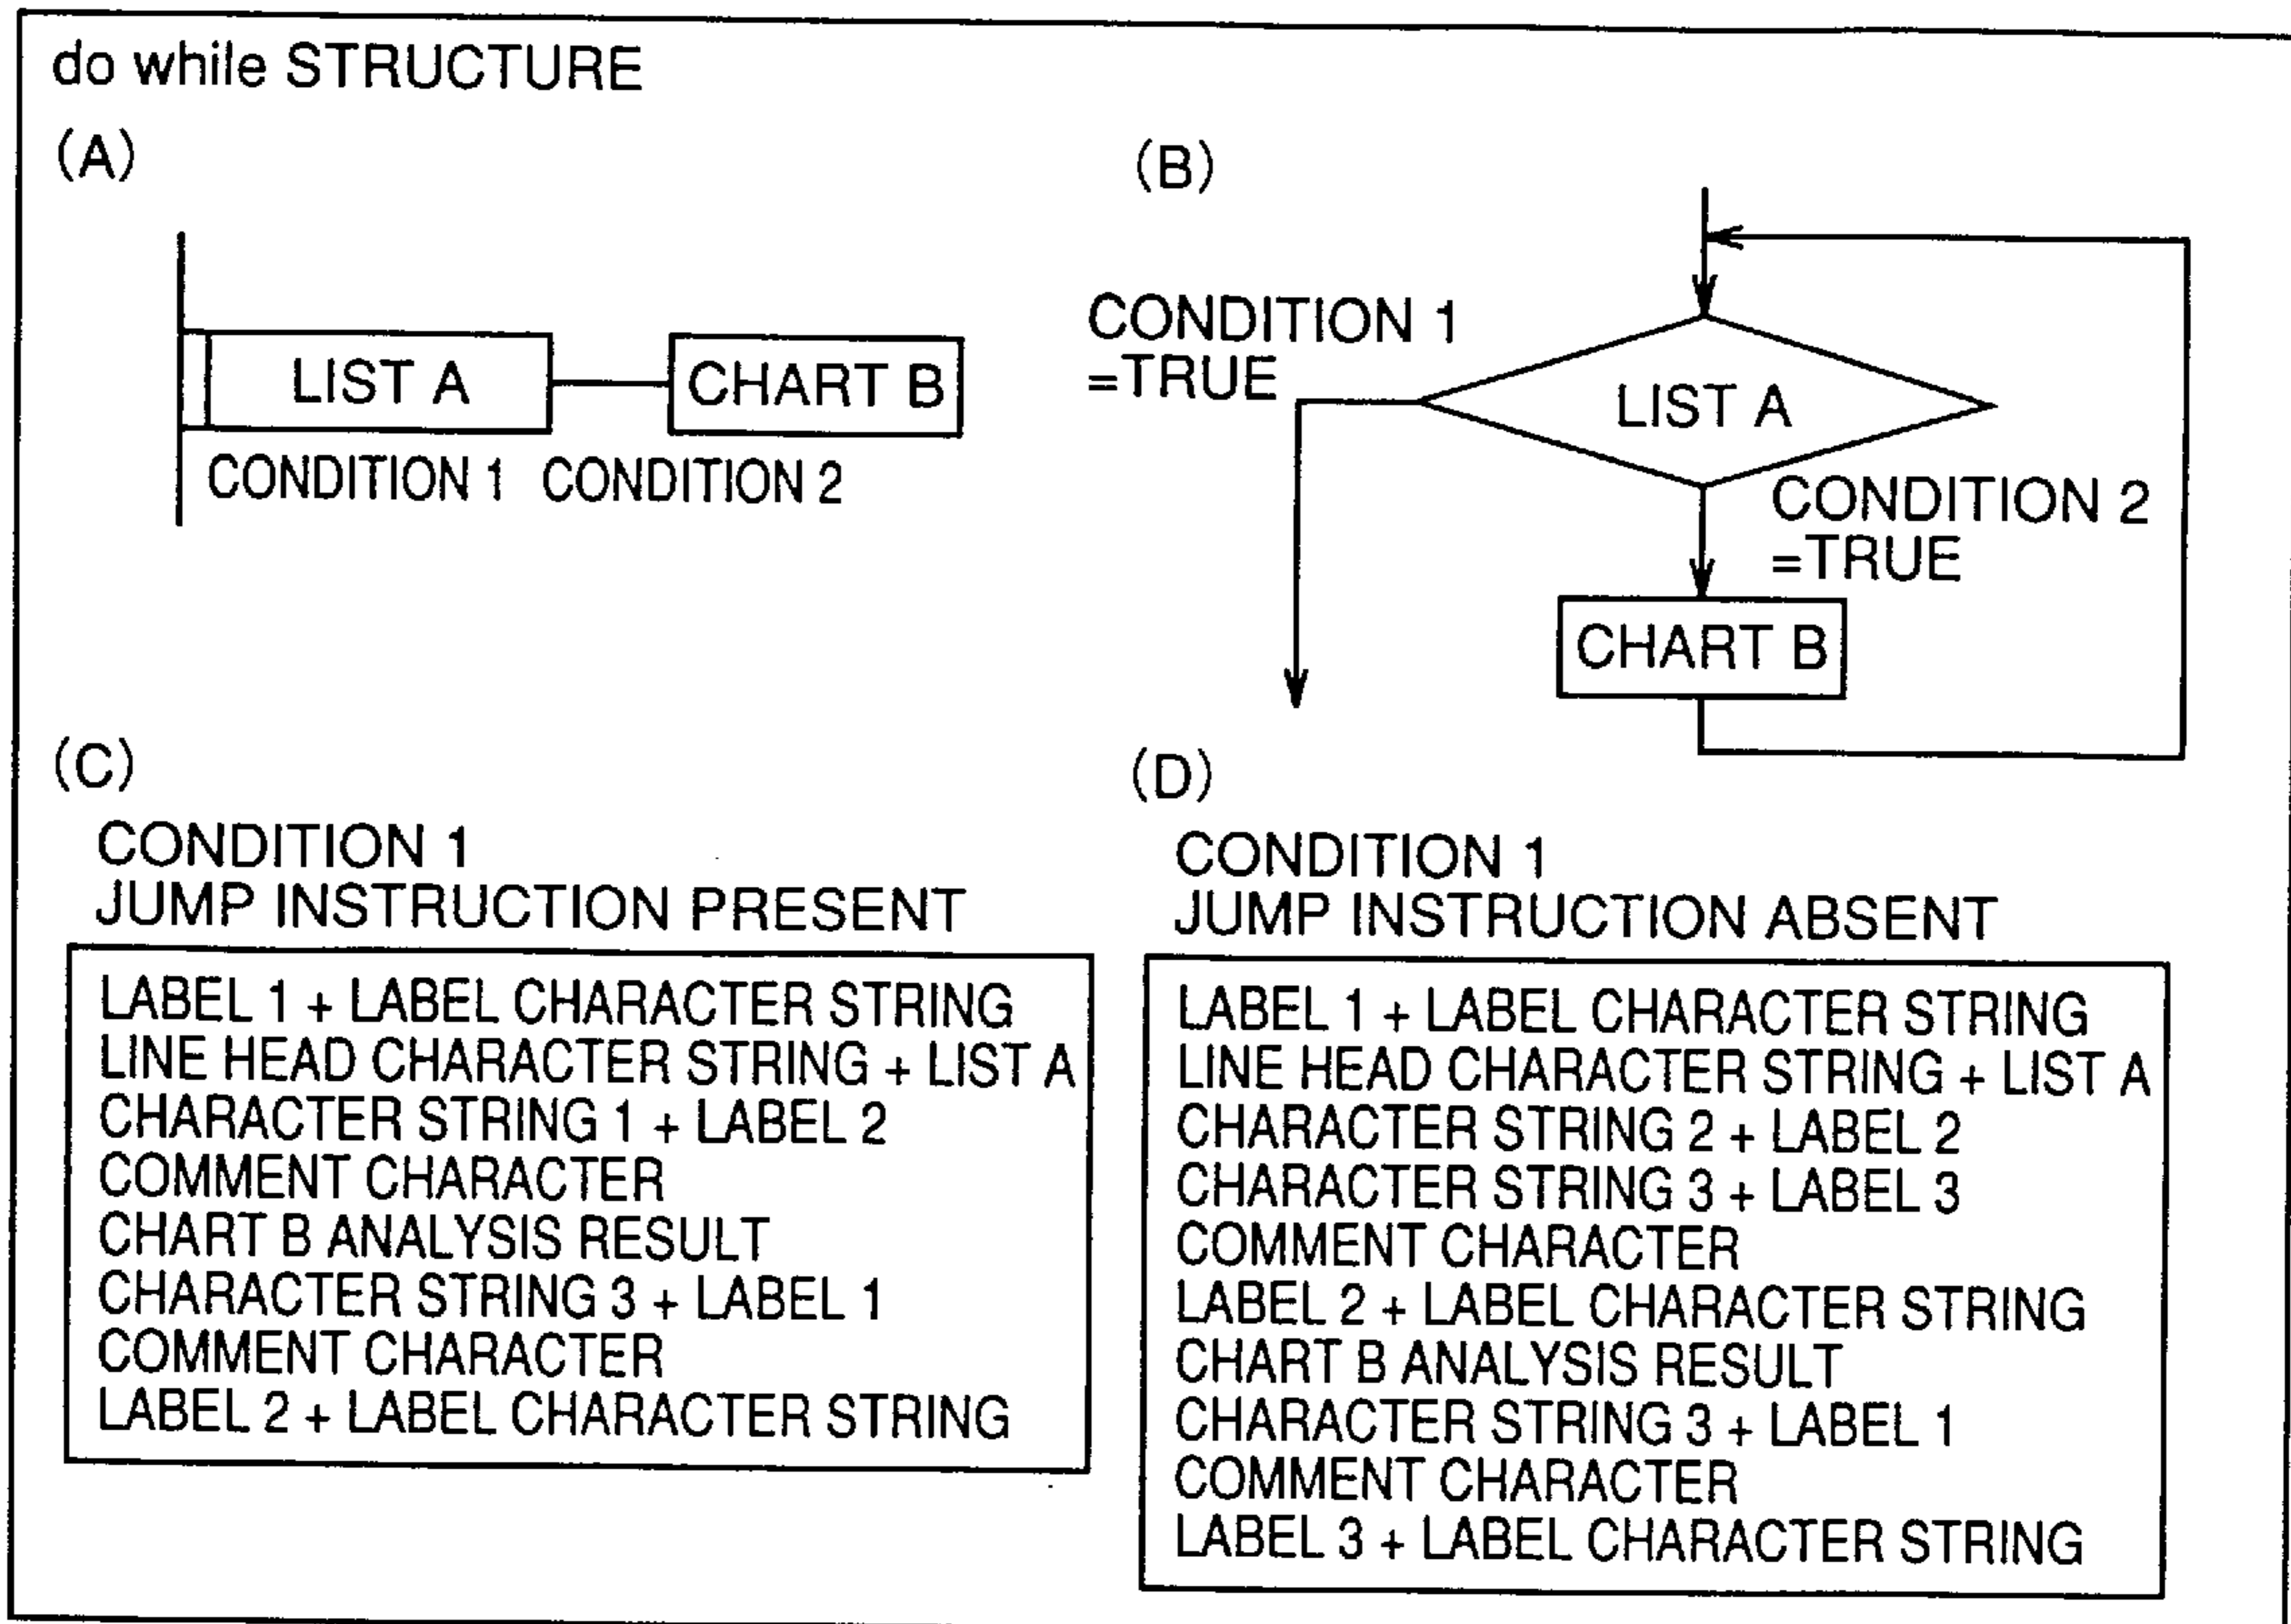 do while STRUCTURE
(A)
LIST A
CHART B
CONDITION 1 CONDITION 2
(B)
CONDITION 1
=TRUE
LIST A
CONDITION 2
=TRUE
CHART B
(C)
CONDITION 1
JUMP INSTRUCTION PRESENT
LABEL 1 + LABEL CHARACTER STRING
LINE HEAD CHARACTER STRING + LIST A
CHARACTER STRING 1 + LABEL 2
COMMENT CHARACTER
CHART B ANALYSIS RESULT
CHARACTER STRING 3 + LABEL 1
COMMENT CHARACTER
LABEL 2 + LABEL CHARACTER STRING
(D)
CONDITION 1
JUMP INSTRUCTION ABSENT
LABEL 1 + LABEL CHARACTER STRING
LINE HEAD CHARACTER STRING + LIST A
CHARACTER STRING 2 + LABEL 2
CHARACTER STRING 3 + LABEL 3
COMMENT CHARACTER
LABEL 2 + LABEL CHARACTER STRING
CHART B ANALYSIS RESULT
CHARACTER STRING 3 + LABEL 1
COMMENT CHARACTER
LABEL 3 + LABEL CHARACTER STRING